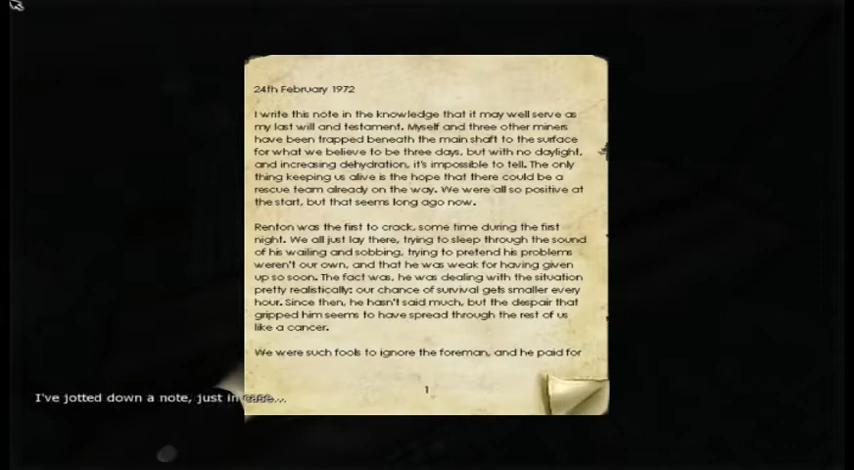 24th February 1972
I write this note in the knowledge that it may well serve as
my last will and testament. Myself and three other miners
have been trapped beneath the main shaft to the surface
for what we believe to be three days, but with no daylight,
and increasing dehydration, it's impossible to tell. The only
thing keeping us alive is the hope that there could be a
rescue team already on the way. We were all so positive at
the start, but that seems long ago now.
Renton was the first to crack, some time during the first
night. We all just lay there, trying to sleep through the sound
of his wailing and sobbing, trying to pretend his problems
weren't our own, and that he was weak for having given
up so soon. The fact was, he was dealing with the situation
pretty realistically; our chance of survival gets smaller every
hour. Since then, he hasn't said much, but the despair that
gripped him seems to have spread through the rest of us
like a cancer.
We were such fools to ignore the foreman, and he paid for
1
I've jotted down a note, just in case...